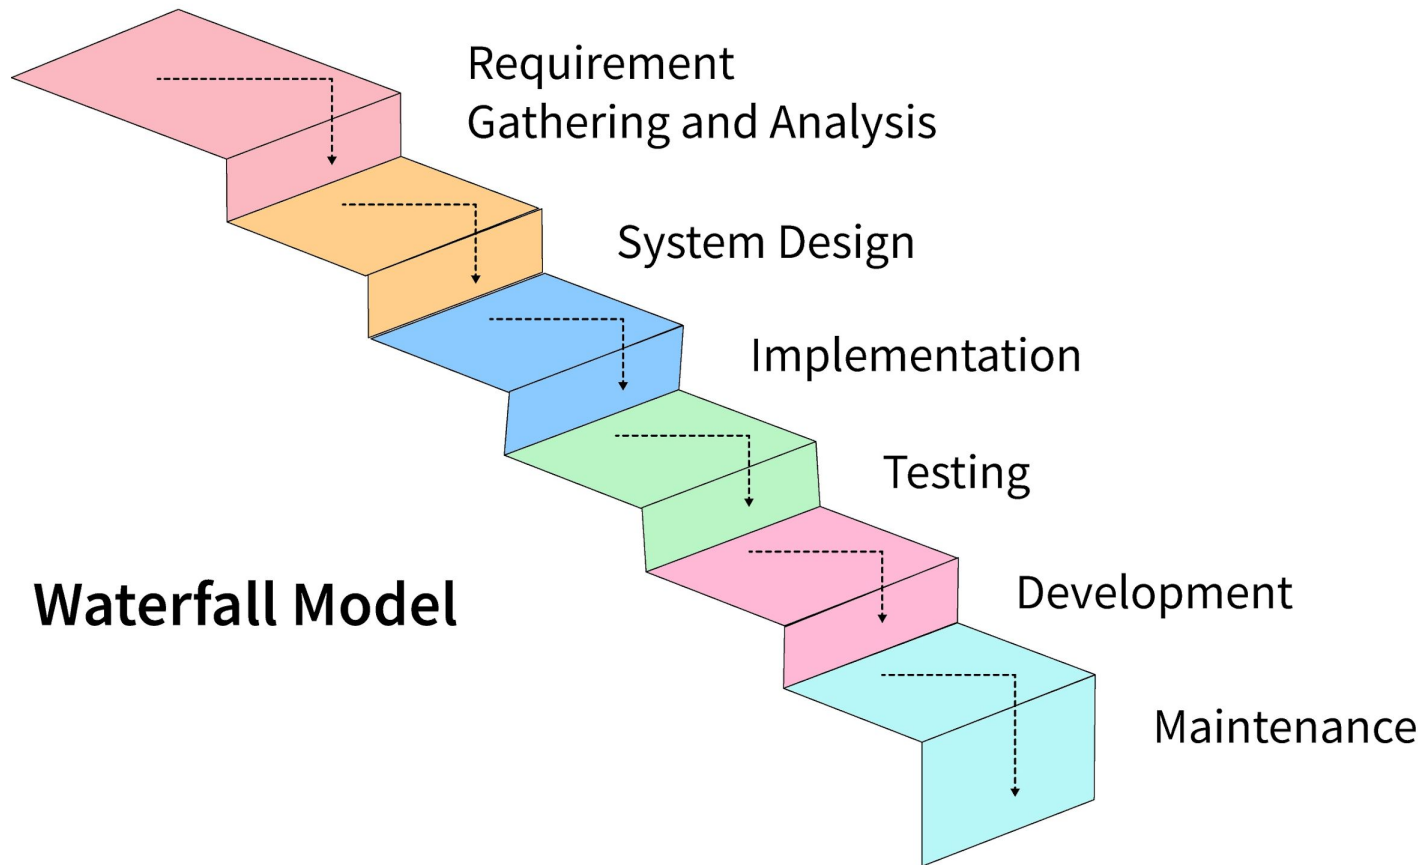 Requirement
Gathering and Analysis
System Design
Implementation
Testing
Waterfall Model
Development
Maintenance